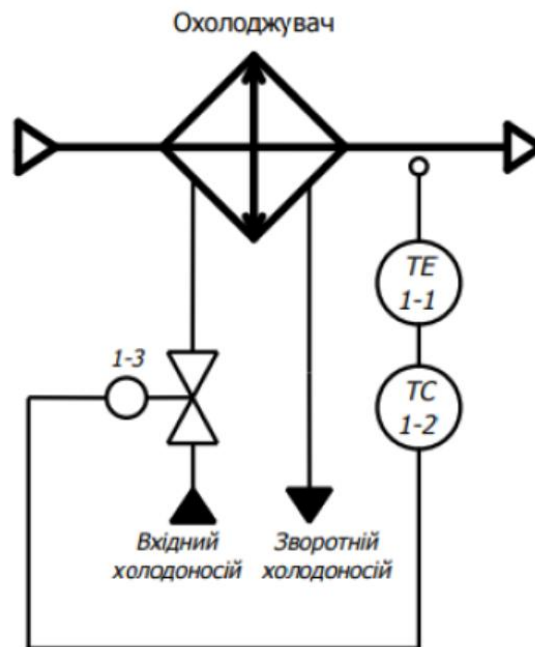 Охолоджувач
TE
1-1
1-3
TC
1-2
Вхідний
холодоносій
Зворотній
холодоносій